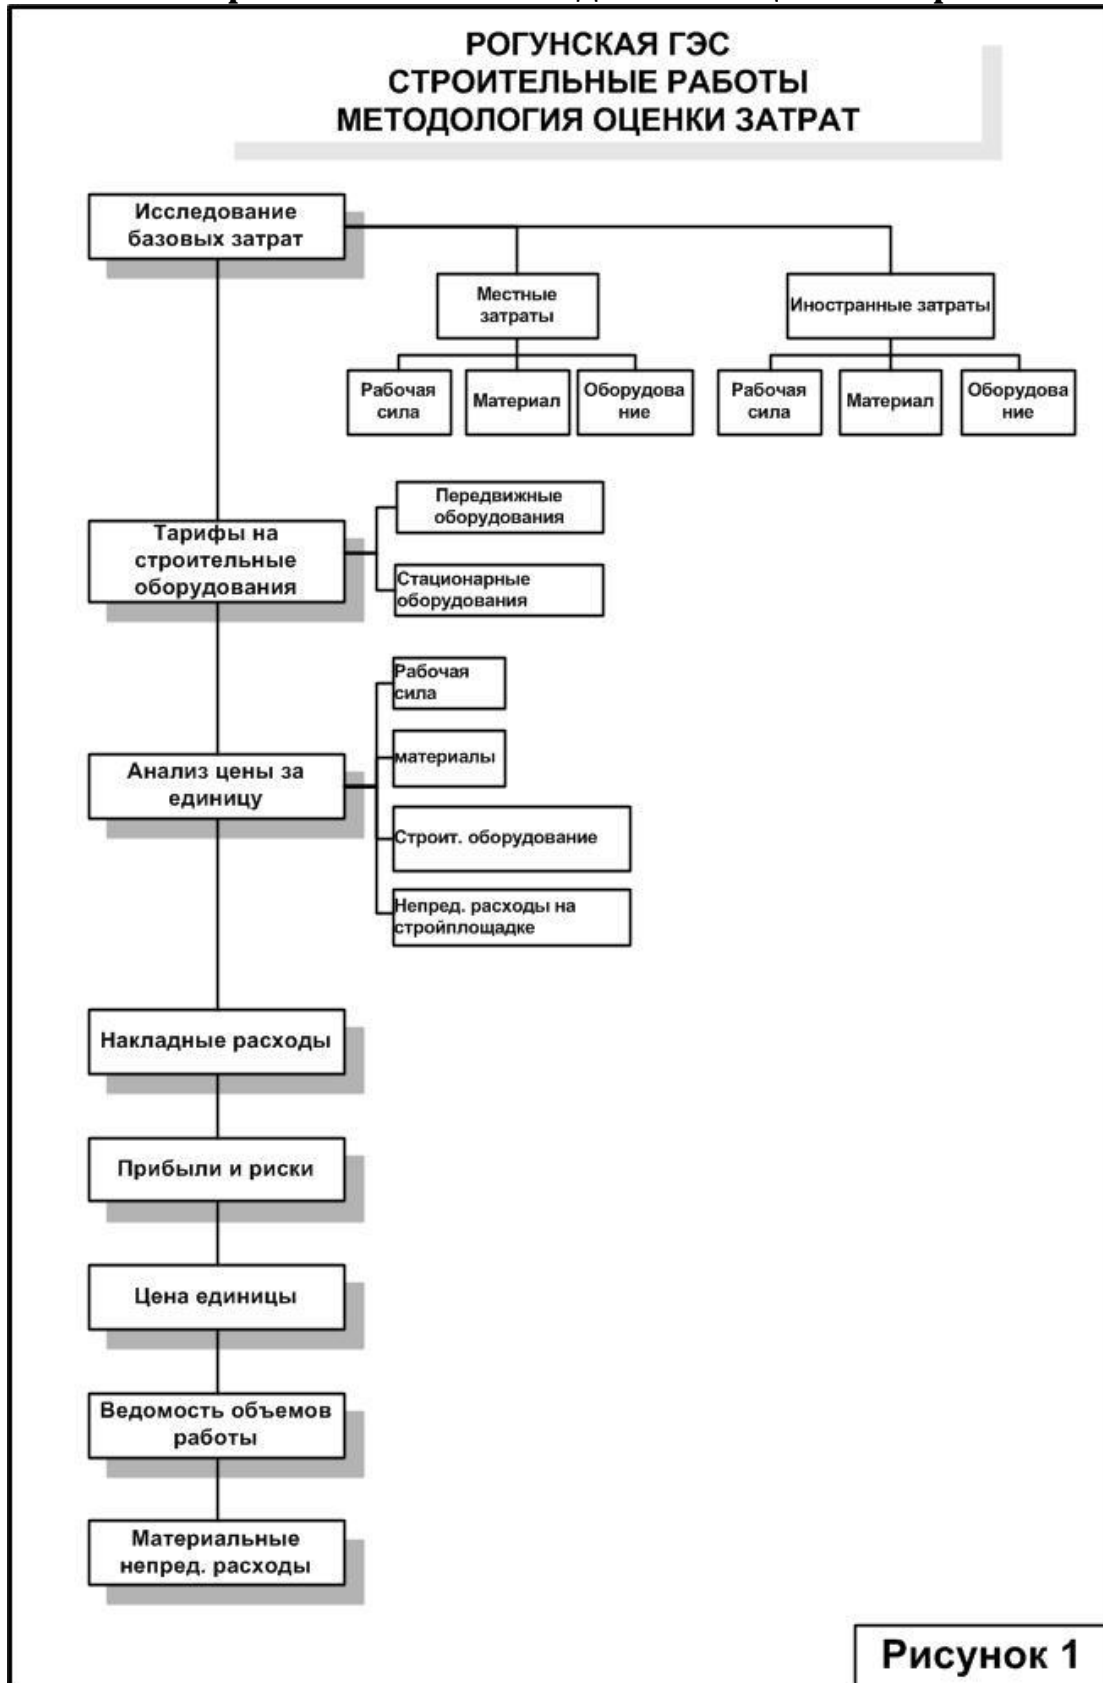 РОГУНСКАЯ ГЭС
СТРОИТЕЛЬНЫЕ РАБОТЫ
МЕТОДОЛОГИЯ ОЦЕНКИ ЗАТРАТ
Исследование
базовых затрат
Местные
затраты
Иностранные затраты
Рабочая
сила
Материал
Оборудова
ние
Рабочая
сила
Материал
Оборудова
ние
Тарифы на
строительные
оборудования
Передвижные
оборудования
Стационарные
оборудования
Анализ цены за
единицу
Рабочая
сила
материалы
Строит. оборудование
Непред. расходы на
стройплощадке
Накладные расходы
Прибыли и риски
Цена единицы
Ведомость объемов
работы
Материальные
непред. расходы
Рисунок 1